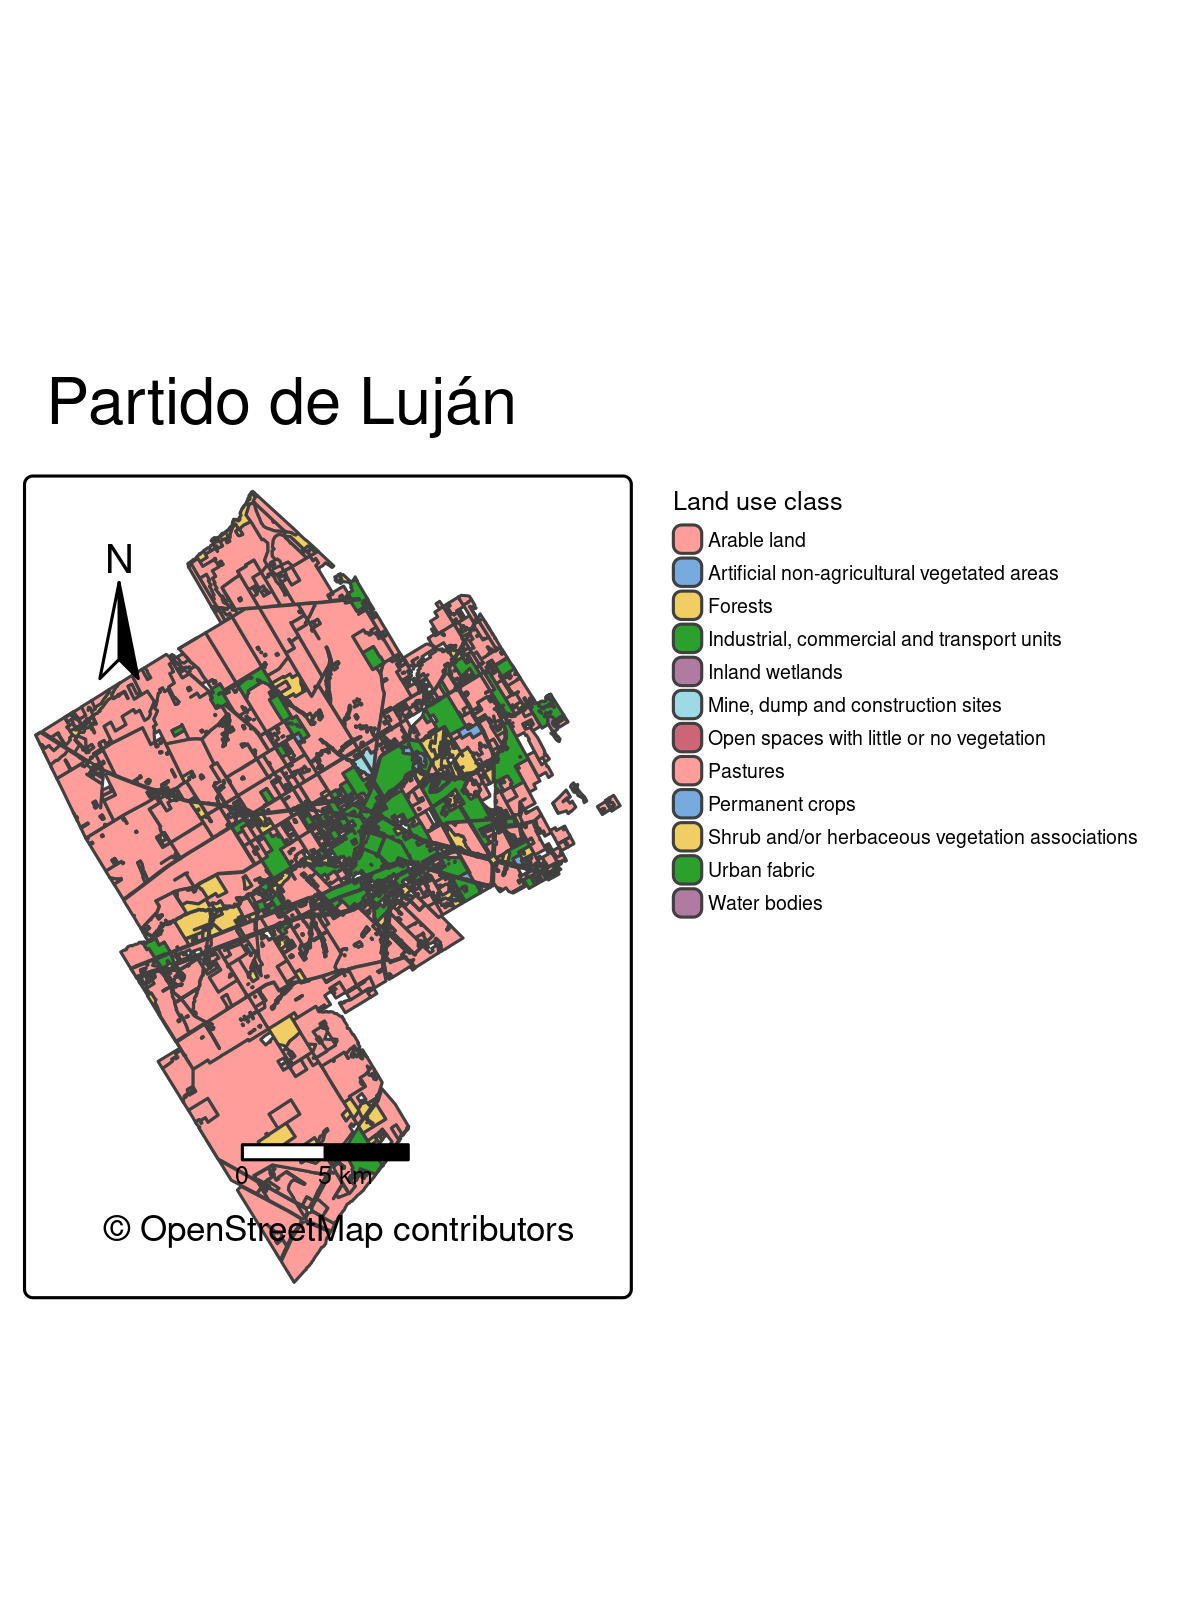 Partido de Luján
N
0 5 km
© OpenStreetMap contributors
Land use class
Arable land
Artificial non-agricultural vegetated areas
Forests
Industrial, commercial and transport units
Inland wetlands
Mine, dump and construction sites
Open spaces with little or no vegetation
Pastures
Permanent crops
Shrub and/or herbaceous vegetation associations
Urban fabric
Water bodies